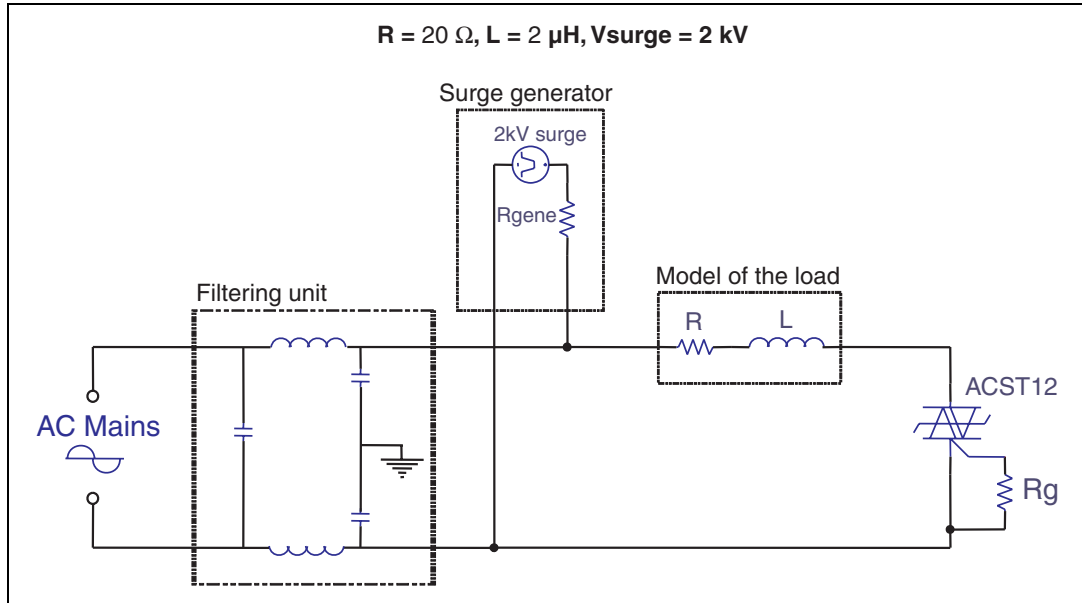 R = 20 Ω, L = 2 µH, Vsurge = 2 kV
Surge generator
2kV surge
Rgene
Model of the load
Filtering unit
R
L
ACST12
AC Mains
Rg